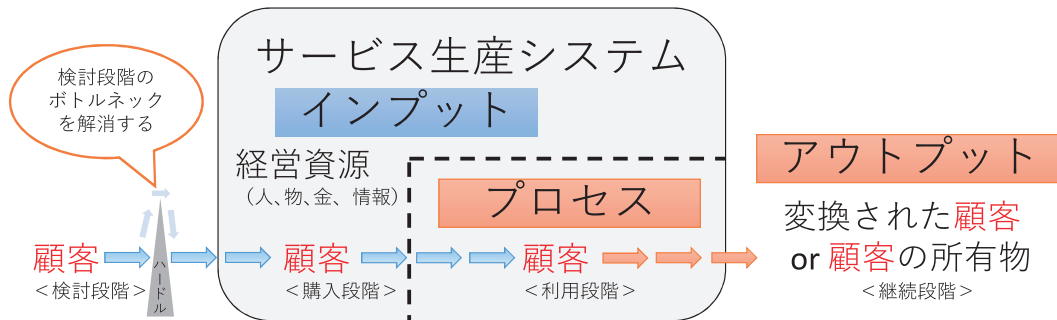 サービス生産システム
検討段階の
ボトルネック
を解消する
インプット
経営資源
（人、物、金、情報）
プロセス
アウトプット
変換された顧客
or 顧客の所有物
顧客
＜検討段階＞
ハードル
顧客
＜購入段階＞
顧客
＜利用段階＞
＜継続段階＞